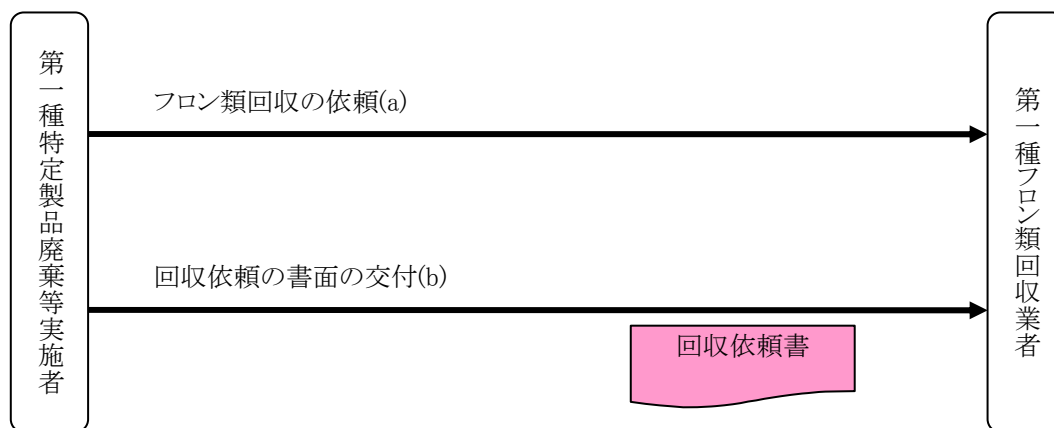 第一種特定製品廃棄等実施者
フロン類回収の依頼(a)
回収依頼の書面の交付(b)
回収依頼書
第一種フロン類回収業者